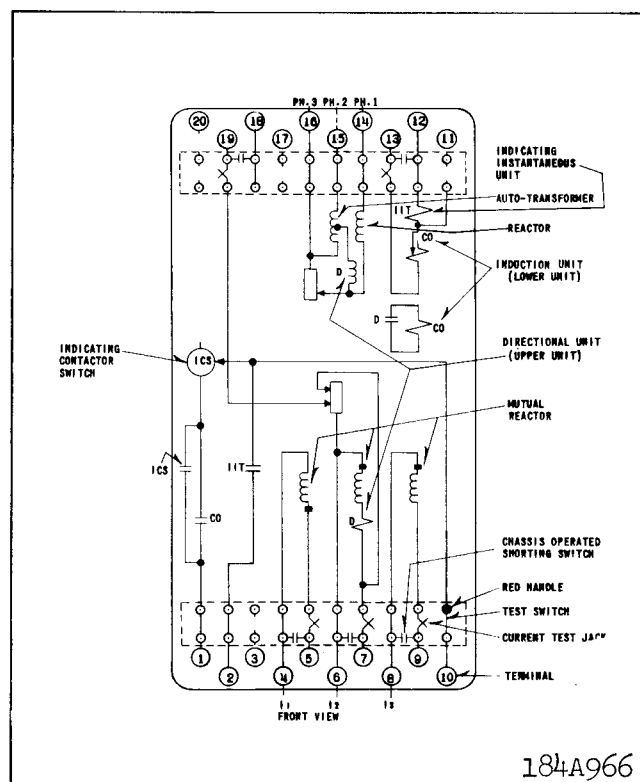 PH.3 PH.2 PH.1
20 19 18 17 16 15 14 13 12 11
INDICATING
INSTANTANEOUS
UNIT
AUTO-TRANSFORMER
REACTOR
IIT
CO
INDUCTION UNIT
(LOWER UNIT)
D
D
CO
DIRECTIONAL UNIT
(UPPER UNIT)
INDICATING
CONTACTOR
SWITCH
ICS
MUTUAL
REACTOR
ICS
IIT
CO
D
CHASSIS OPERATED
SHORTING SWITCH
RED HANDLE
TEST SWITCH
CURRENT TEST JACK
TERMINAL
1 2 3 4 5 6 7 8 9 10
I1 I2 I3
FRONT VIEW
184A966